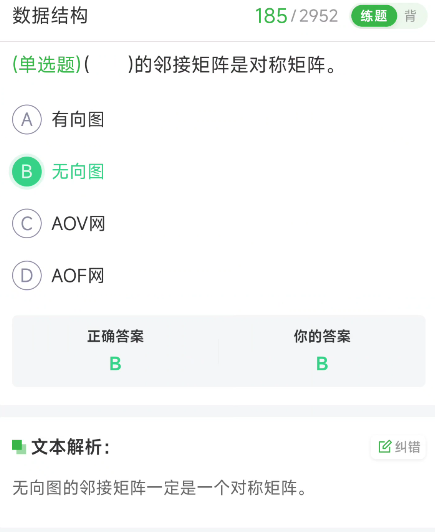 数据结构 185/2952 练题 背
(单选题)(      )的邻接矩阵是对称矩阵。
A 有向图
B 无向图
C AOV网
D AOF网
正确答案 你的答案
B B
文本解析： 纠错
无向图的邻接矩阵一定是一个对称矩阵。